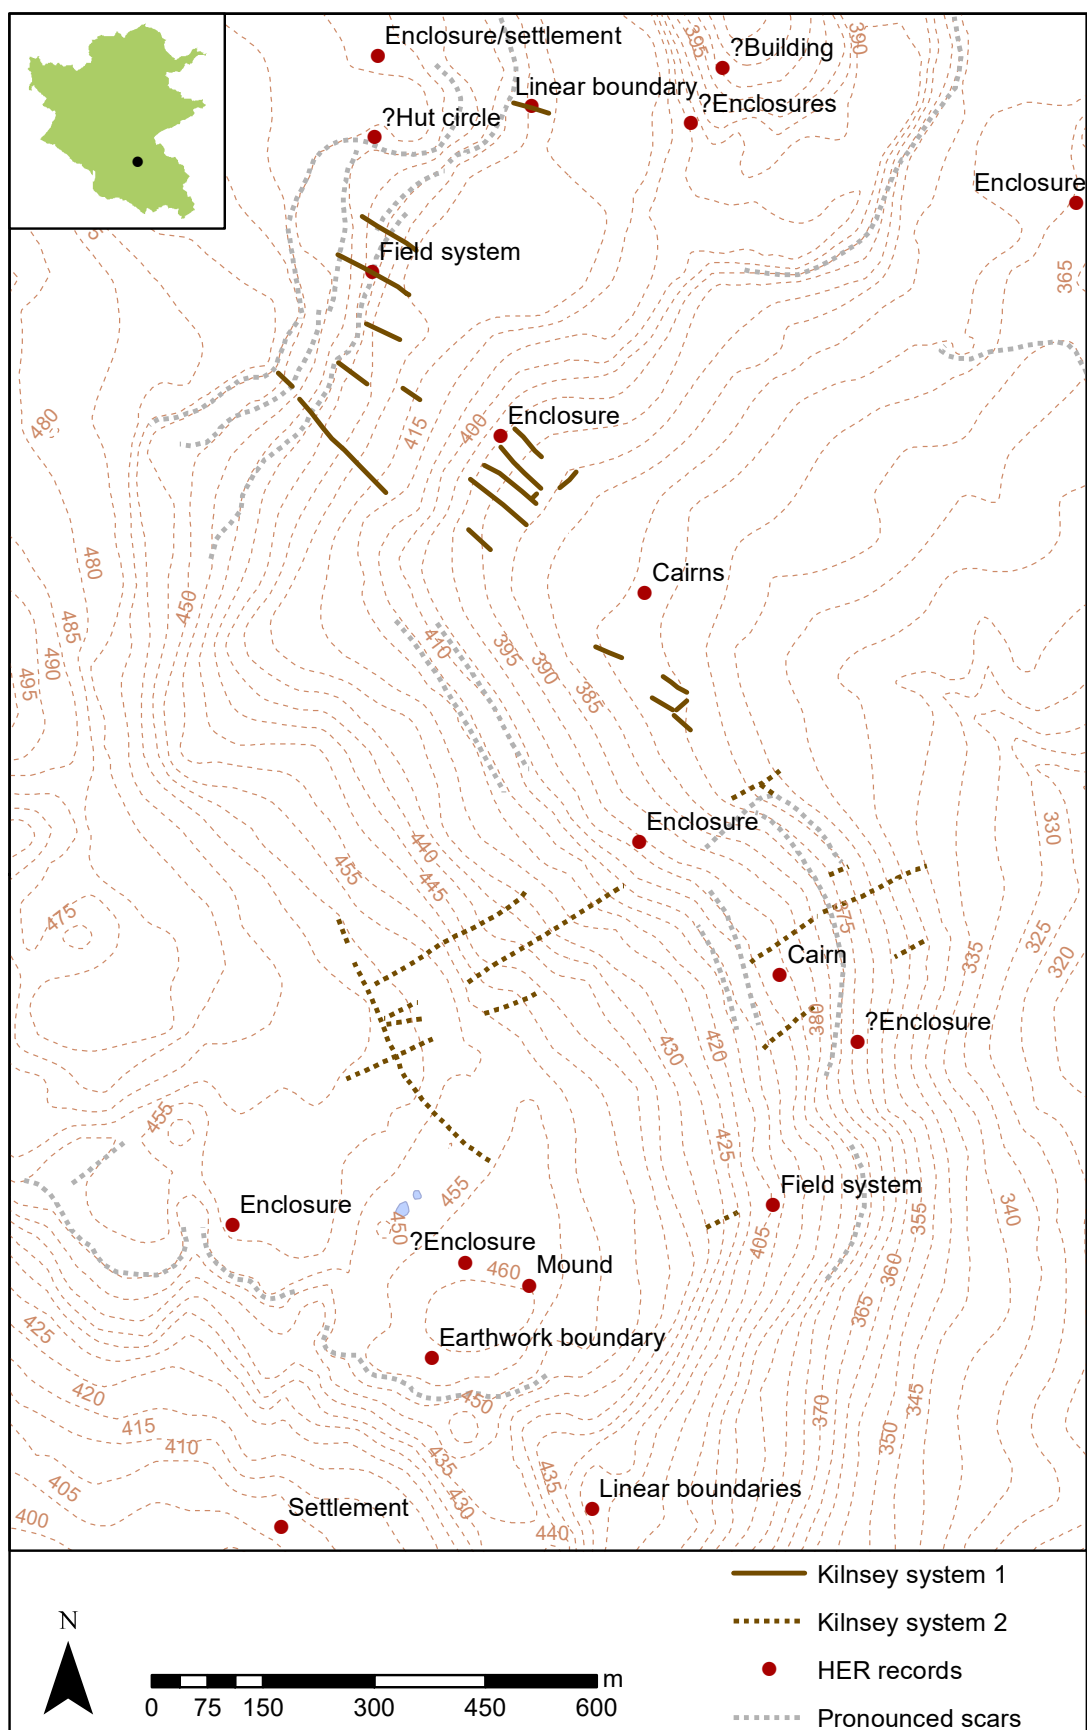 Enclosure/settlement
395
?Building
390
Linear boundary
?Enclosures
?Hut circle
Enclosure
Field system
365
480
415
400
Enclosure
480
Cairns
450
485
410
395
490
390
495
385
330
Enclosure
440
455
445
475
375
325
335
320
Cairn
380
?Enclosure
420
430
455
425
455
Field system
Enclosure
340
355
450
?Enclosure
405
Mound
460
360
365
425
Earthwork boundary
420
450
370
345
415
410
350
435
435
405
Linear boundaries
430
Settlement
400
440
Kilnsey system 1
N
Kilnsey system 2
HER records
m
0 75 150 300 450 600
Pronounced scars